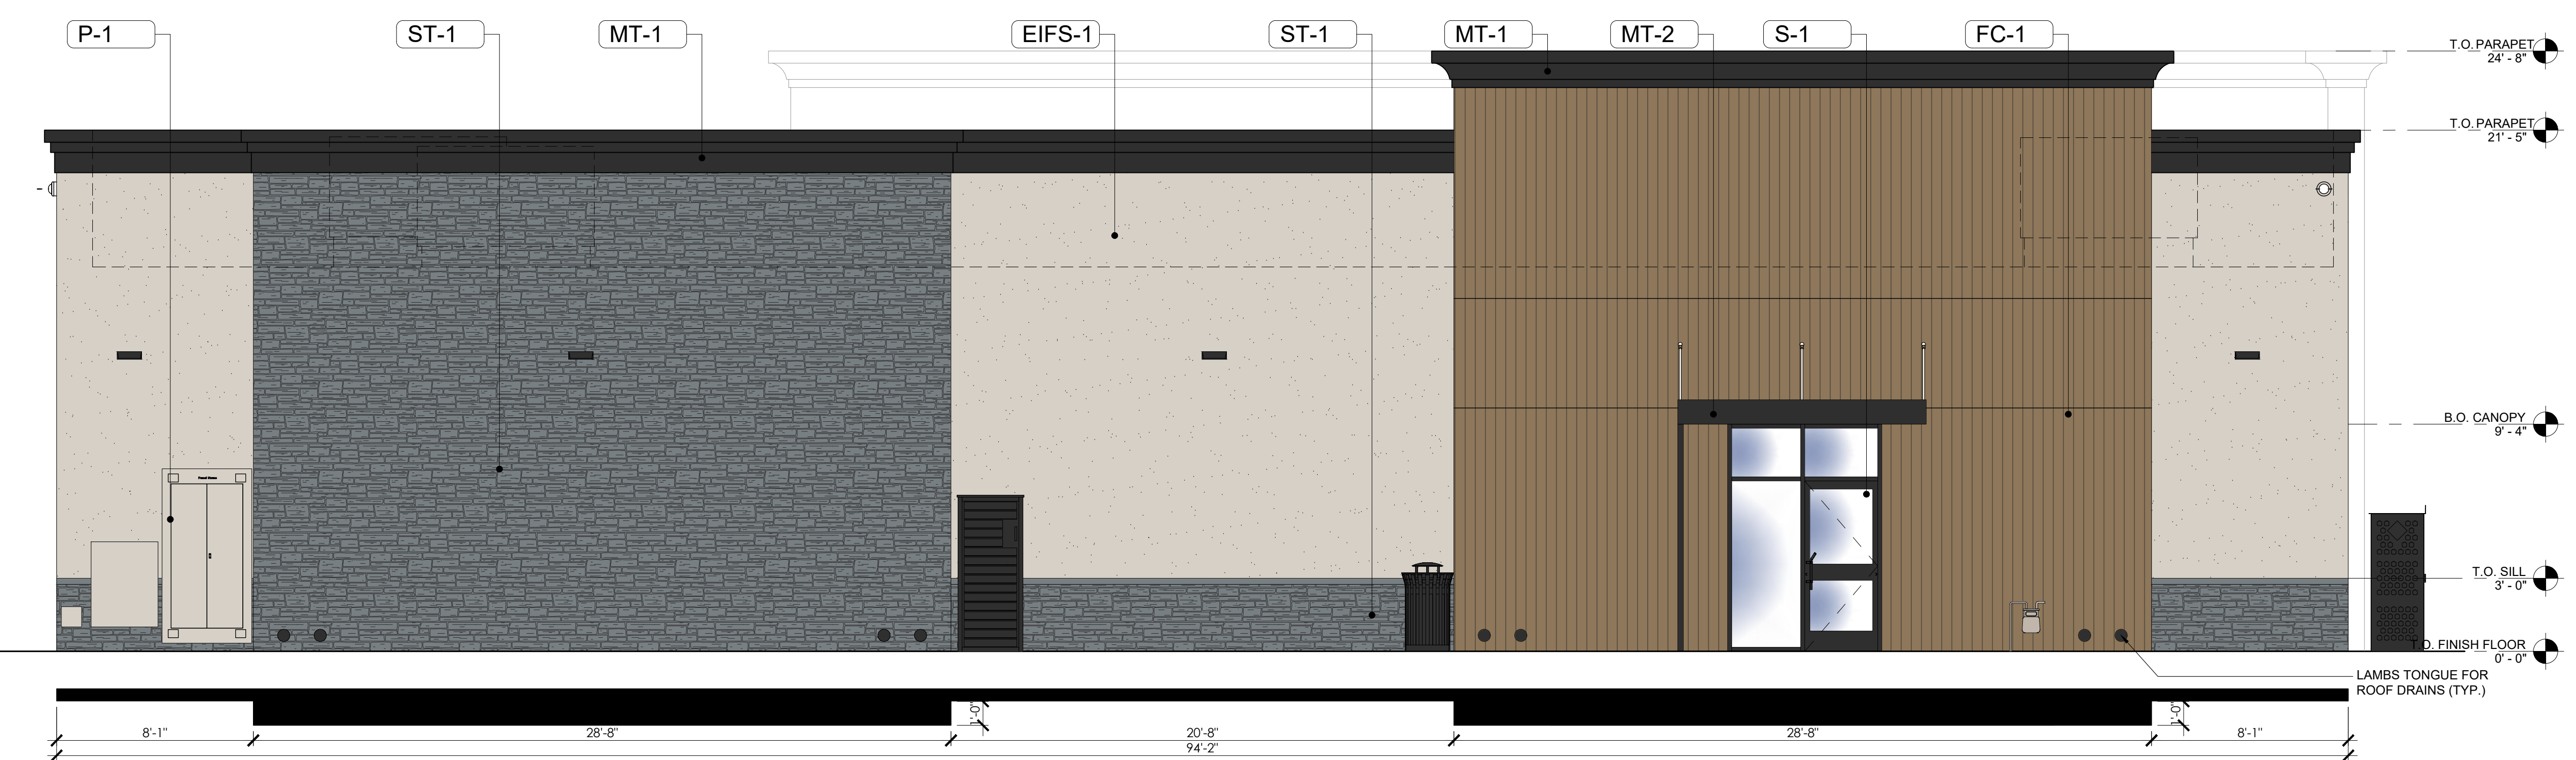 P-1
ST-1
MT-1
EIFS-1
ST-1
MT-1
MT-2
S-1
FC-1
T.O. PARAPET
24' - 8"
T.O. PARAPET
21' - 5"
B.O. CANOPY
9' - 4"
T.O. SILL
3' - 0"
T.O. FINISH FLOOR
0' - 0"
LAMBS TONGUE FOR
ROOF DRAINS (TYP.)
1'-0"
1'-0"
8'-1"
28'-8"
20'-8"
28'-8"
8'-1"
94'-2"